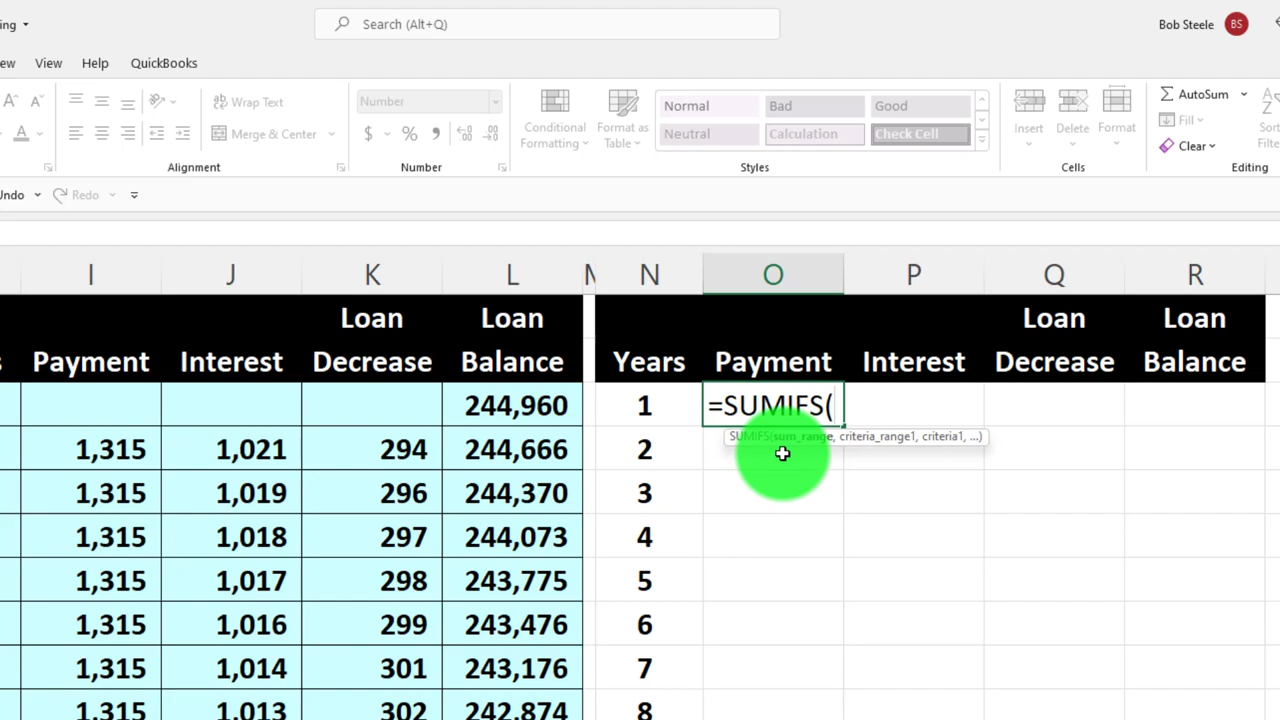 ing
Search (Alt+Q)
Bob Steele
BS
ew View Help QuickBooks
A A
Wrap Text
Number
Conditional Formatting
Format as Table
Normal Bad Good
Neutral Calculation Check Cell
Insert Delete Format
AutoSum
Fill
Clear
Sort
Filte
A
Merge & Center
$ % ,
Alignment Number Styles Cells Editing
Undo Redo
I J K L M N O P Q R
Loan Loan Loan Loan
s Payment Interest Decrease Balance Years Payment Interest Decrease Balance
244,960 1 =SUMIFS(
SUMIFS(sum_range, criteria_range1, criteria1, ...)
1,315 1,021 294 244,666 2
1,315 1,019 296 244,370 3
1,315 1,018 297 244,073 4
1,315 1,017 298 243,775 5
1,315 1,016 299 243,476 6
1,315 1,014 301 243,176 7
1,315 1,013 302 242,874 8